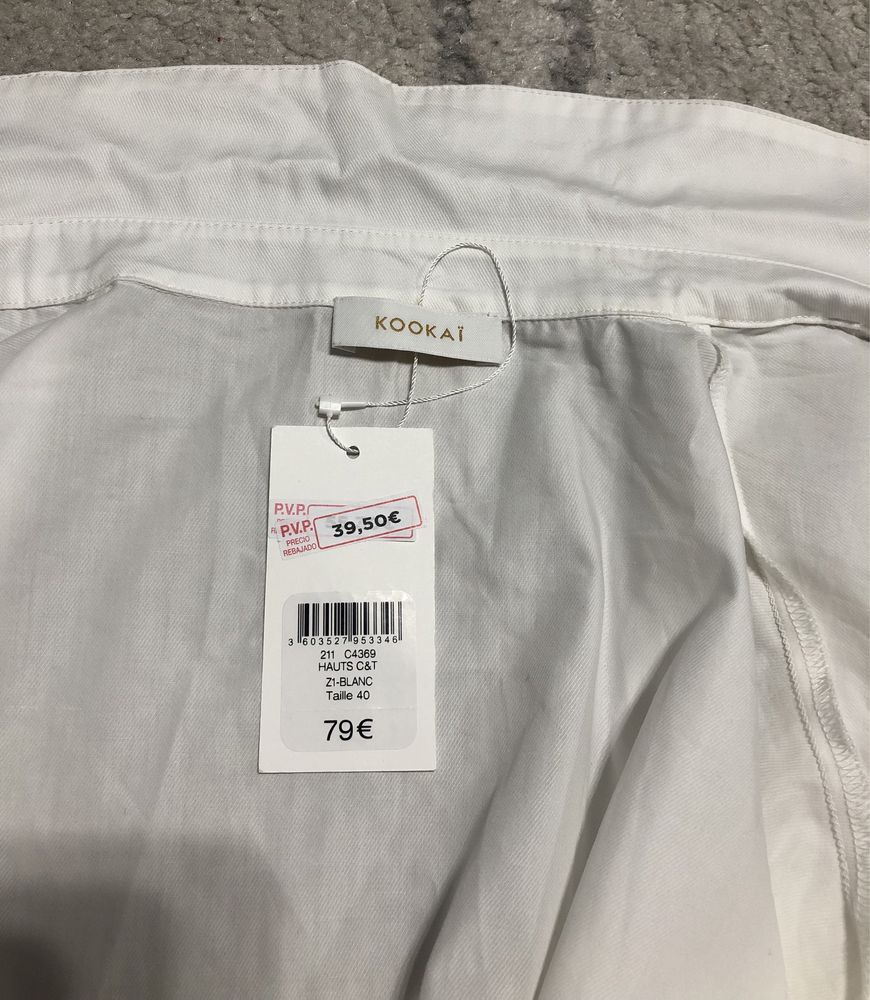 KOOKAÏ
P.V.P.
P.V.P. 39,50€
PRECIO
REBAJADO
3 603527 953346
211 C4369
HAUTS C&T
Z1-BLANC
Taille 40
79€